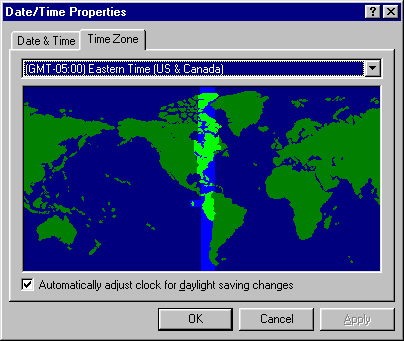 Date/Time Properties
Date & Time
Time Zone
(GMT-05:00) Eastern Time (US & Canada)
Automatically adjust clock for daylight saving changes
OK
Cancel
Apply